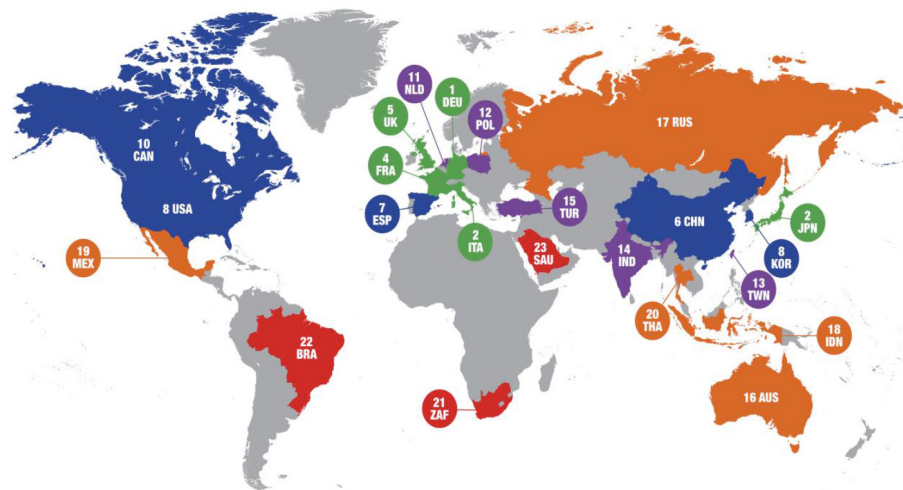 11
NLD
1
DEU
5
UK
12
POL
10
CAN
17 RUS
4
FRA
8 USA
7
ESP
15
TUR
6 CHN
2
JPN
2
ITA
23
SAU
14
IND
8
KOR
19
MEX
13
TWN
20
THA
18
IDN
22
BRA
21
ZAF
16 AUS